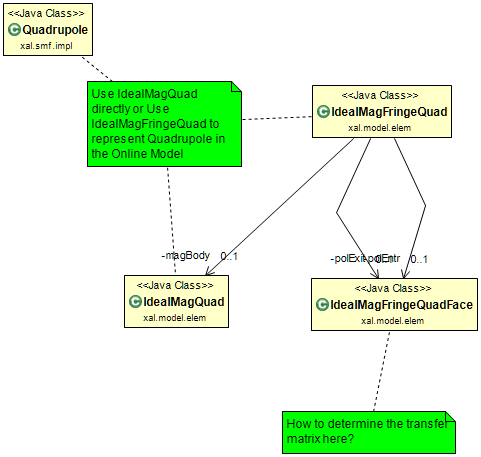 <<Java Class>>
Quadrupole
xal.smf.impl
Use IdealMagQuad
directly or Use
IdealMagFringeQuad to
represent Quadrupole in
the Online Model
<<Java Class>>
IdealMagFringeQuad
xal.model.elem
-magBody 0..1
-polExit -polEntr
0..1 0..1
<<Java Class>>
IdealMagQuad
xal.model.elem
<<Java Class>>
IdealMagFringeQuadFace
xal.model.elem
How to determine the transfer
matrix here?